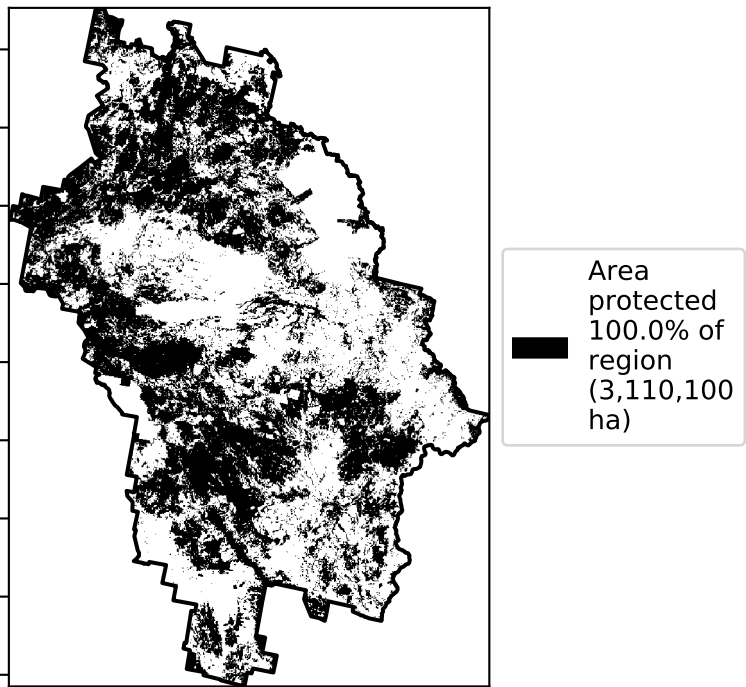 Area
protected
100.0% of
region
(3,110,100
ha)